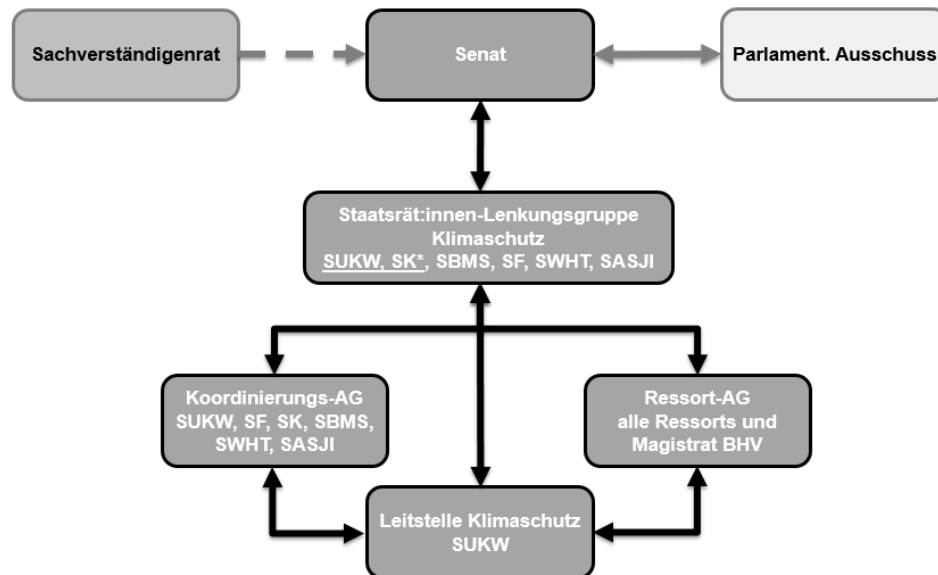 Sachverständigenrat
Senat
Parlament. Ausschuss
Staatsrät:innen-Lenkungsgruppe
Klimaschutz
SUKW, SK*, SBMS, SF, SWHT, SASJI
Koordinierungs-AG
SUKW, SF, SK, SBMS,
SWHT, SASJI
Ressort-AG
alle Ressorts und
Magistrat BHV
Leitstelle Klimaschutz
SUKW